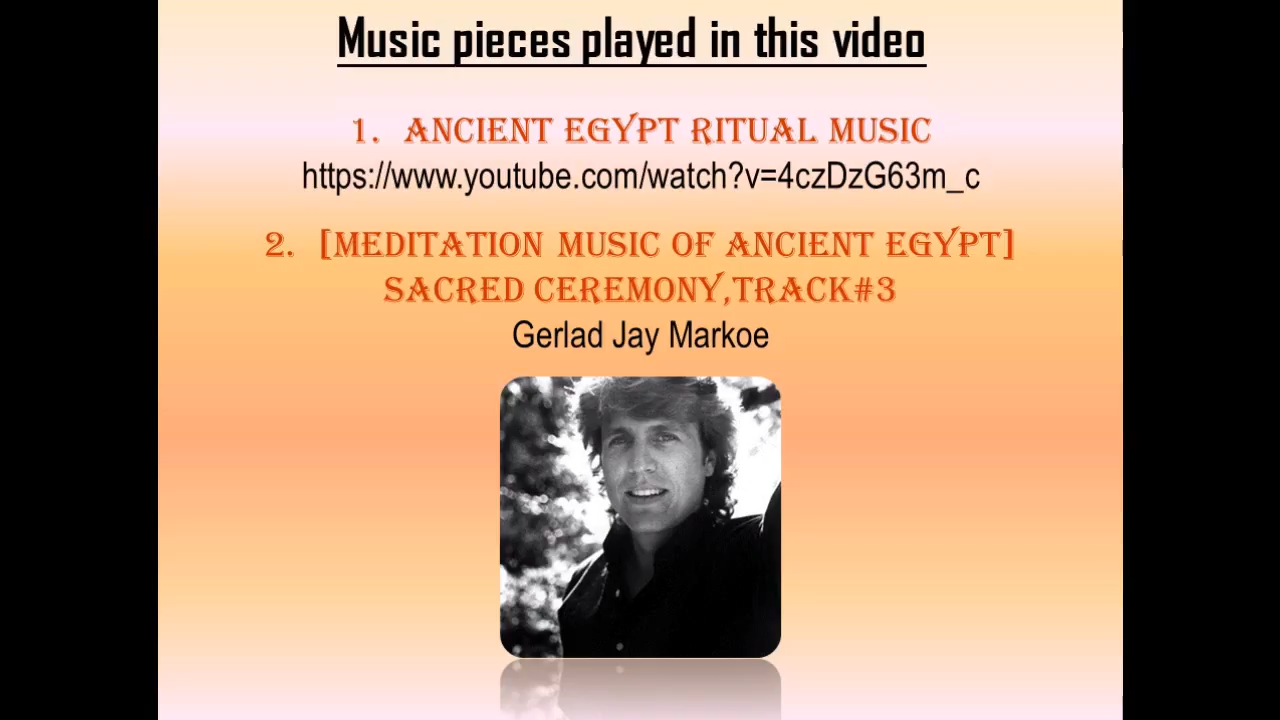 Music pieces played in this video
1. ANCIENT EGYPT RITUAL MUSIC
https://www.youtube.com/watch?v=4czDzG63m_c
2. [MEDITATION MUSIC OF ANCIENT EGYPT]
SACRED CEREMONY,TRACK#3
Gerlad Jay Markoe